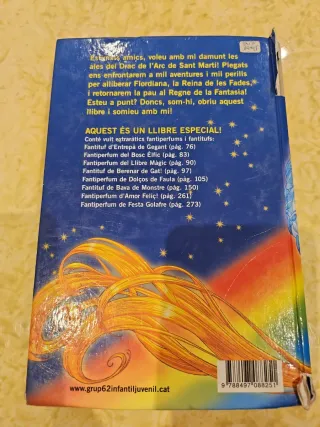 Estimats amics, voleu amb mi damunt les
ales del Drac de l'Arc de Sant Martí! Plegats
ens enfrontarem a mil aventures i mil perills
per alliberar Flordiana, la Reina de les Fades,
i retornarem la pau al Regne de la Fantasia!
Esteu a punt? Doncs, som-hi, obriu aquest
llibre i somieu amb mi!
AQUEST ÉS UN LLIBRE ESPECIAL!
Conté vuit egtraràtics fantiperfums i fantitufs:
Fantituf d'Entrepà de Gegant (pàg. 76)
Fantiperfum del Bosc Èlfic (pàg. 83)
Fantiperfum del Llibre Màgic (pàg. 90)
Fantituf de Berenar de Gat! (pàg. 97)
Fantiperfum de Dolços de Faula (pàg. 105)
Fantituf de Bava de Monstre (pàg. 150)
Fantiperfum d'Amor Feliç! (pàg. 261)
Fantiperfum de Festa Golafre (pàg. 273)
www.grup62infantiljuvenil.cat
9 788497 088251